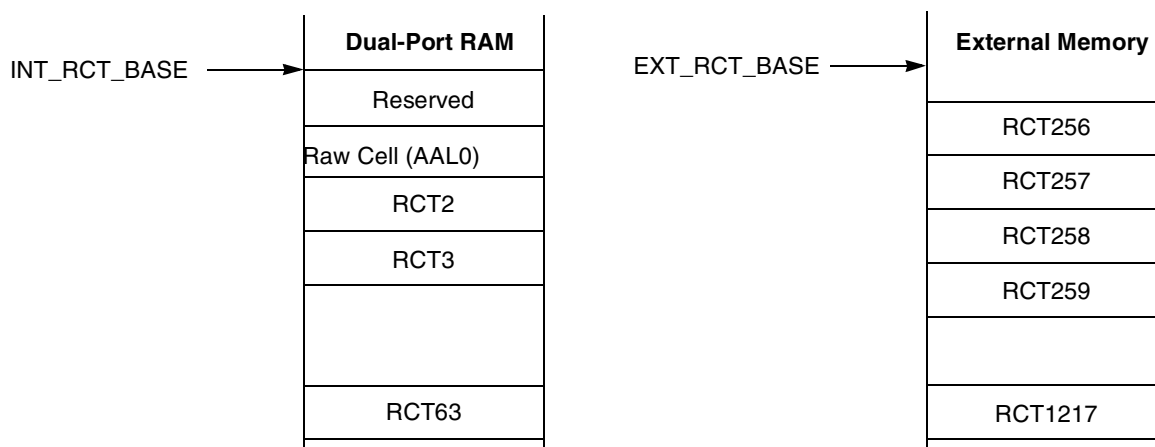 Dual-Port RAM
INT_RCT_BASE
Reserved
Raw Cell (AAL0)
RCT2
RCT3
RCT63
External Memory
EXT_RCT_BASE
RCT256
RCT257
RCT258
RCT259
RCT1217